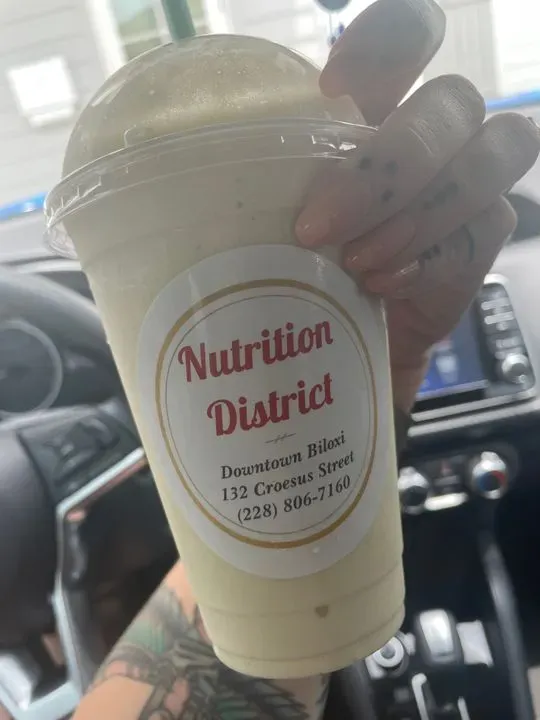 Nutrition
District
Downtown Biloxi
132 Croesus Street
(228) 806-7160